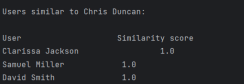 Users similar to Chris Duncan:
User Similarity score
Clarissa Jackson 1.0
Samuel Miller 1.0
David Smith 1.0